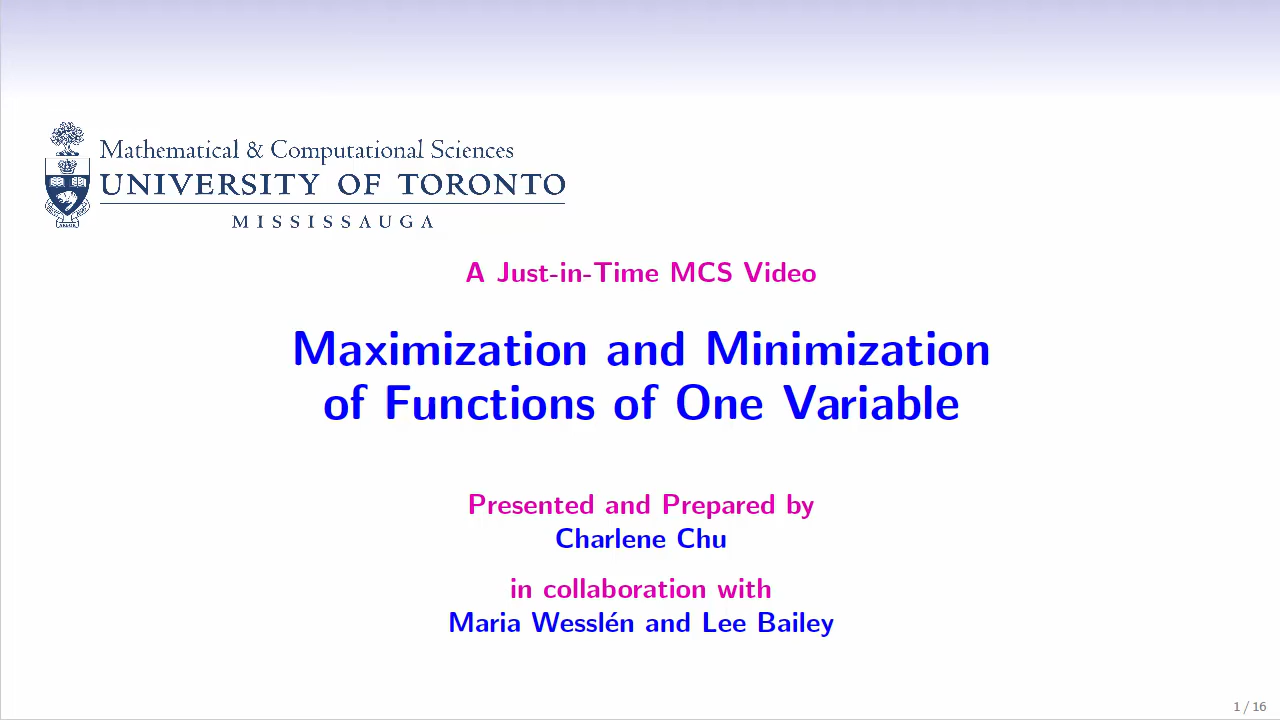 Mathematical & Computational Sciences
UNIVERSITY OF TORONTO
MISSISSAUGA
A Just-in-Time MCS Video
Maximization and Minimization
of Functions of One Variable
Presented and Prepared by
Charlene Chu
in collaboration with
Maria Wesslén and Lee Bailey
1 / 16